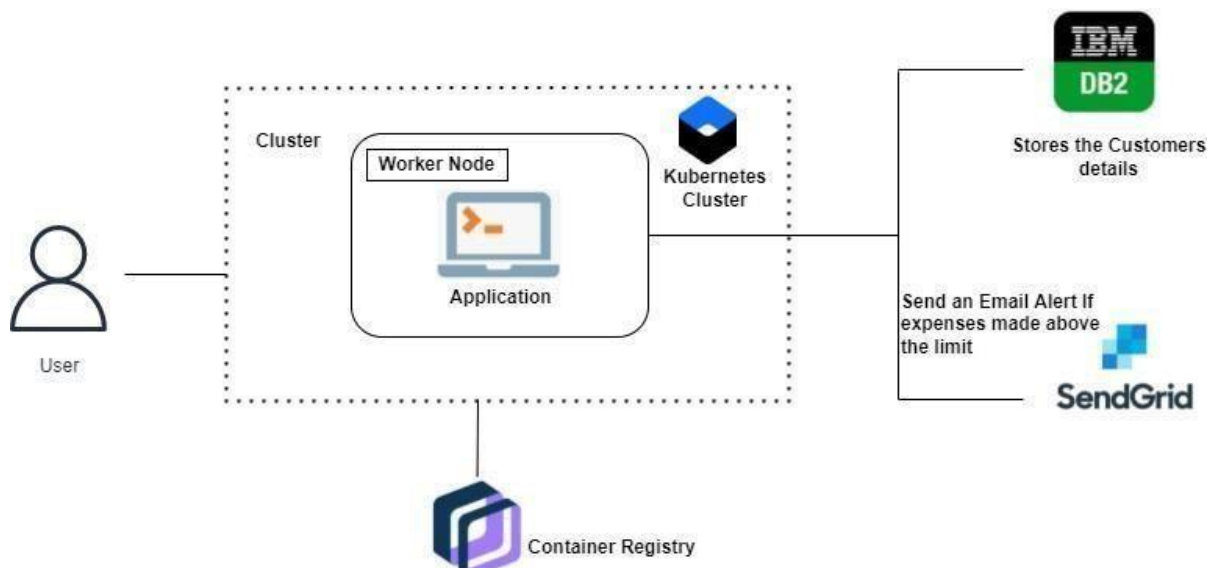 Cluster
Worker Node
Application
Kubernetes
Cluster
User
Container Registry
IBM
DB2
Stores the Customers
details
Send an Email Alert If
expenses made above
the limit
SendGrid